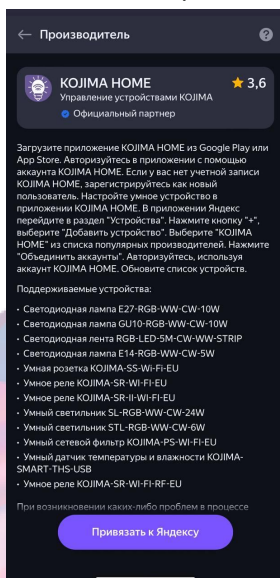 ← Производитель ?
KOJIMA HOME ★ 3,6
Управление устройствами KOJIMA
Официальный партнер
Загрузите приложение KOJIMA HOME из Google Play или
App Store. Авторизуйтесь в приложении с помощью
аккаунта KOJIMA HOME. Если у вас нет учетной записи
KOJIMA HOME, зарегистрируйтесь как новый
пользователь. Настройте умное устройство в
приложении KOJIMA HOME. В приложении Яндекс
перейдите в раздел "Устройства". Нажмите кнопку "+",
выберите "Добавить устройство". Выберите "KOJIMA
HOME" из списка популярных производителей. Нажмите
"Объединить аккаунты". Авторизуйтесь, используя
аккаунт KOJIMA HOME. Обновите список устройств.
Поддерживаемые устройства:
• Светодиодная лампа E27-RGB-WW-CW-10W
• Светодиодная лампа GU10-RGB-WW-CW-10W
• Светодиодная лента RGB-LED-5M-CW-WW-STRIP
• Светодиодная лампа E14-RGB-WW-CW-5W
• Умная розетка KOJIMA-SS-Wi-Fi-EU
• Умное реле KOJIMA-SR-WI-FI-EU
• Умное реле KOJIMA-SR-II-WI-FI-EU
• Умный светильник SL-RGB-WW-CW-24W
• Умный светильник STL-RGB-WW-CW-6W
• Умный сетевой фильтр KOJIMA-PS-WI-FI-EU
• Умный датчик температуры и влажности KOJIMA-
SMART-THS-USB
• Умное реле KOJIMA-SR-WI-FI-RF-EU
При возникновении каких-либо проблем в процессе
Привязать к Яндексу